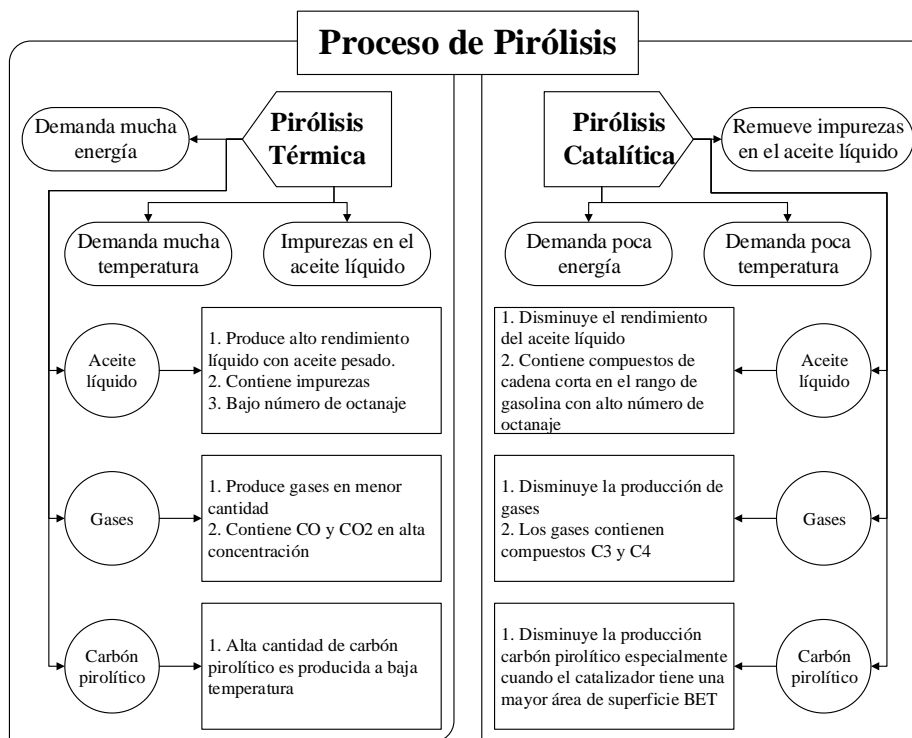 Proceso de Pirólisis
Demanda mucha
energía
Pirólisis
Térmica
Demanda mucha
temperatura
Impurezas en el
aceite líquido
Aceite
líquido
1. Produce alto rendimiento
líquido con aceite pesado.
2. Contiene impurezas
3. Bajo número de octanaje
Gases
1. Produce gases en menor
cantidad
2. Contiene CO y CO2 en alta
concentración
Carbón
pirolítico
1. Alta cantidad de carbón
pirolítico es producida a baja
temperatura
Pirólisis
Catalítica
Remueve impurezas
en el aceite líquido
Demanda poca
energía
Demanda poca
temperatura
1. Disminuye el rendimiento
del aceite líquido
2. Contiene compuestos de
cadena corta en el rango de
gasolina con alto número de
octanaje
Aceite
líquido
1. Disminuye la producción de
gases
2. Los gases contienen
compuestos C3 y C4
Gases
1. Disminuye la producción
carbón pirolítico especialmente
cuando el catalizador tiene una
mayor área de superficie BET
Carbón
pirolítico